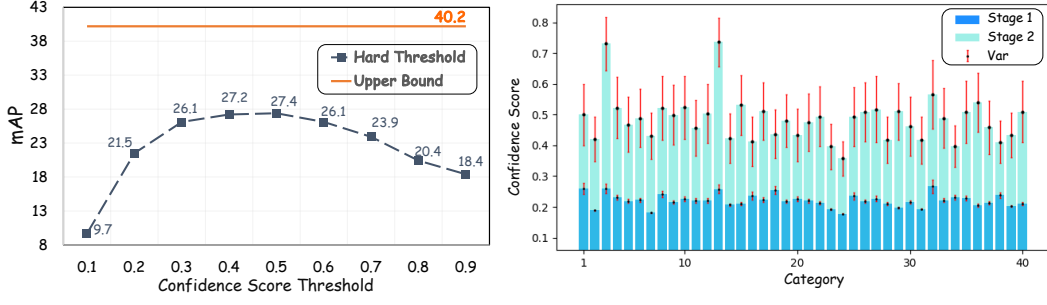 43
38
33
28
23
18
13
8
mAP
40.2
Hard Threshold
Upper Bound
9.7
21.5
26.1
27.2
27.4
26.1
23.9
20.4
18.4
0.1 0.2 0.3 0.4 0.5 0.6 0.7 0.8 0.9
Confidence Score Threshold
0.8
0.7
0.6
0.5
0.4
0.3
0.2
0.1
Confidence Score
Stage 1
Stage 2
Var
1 10 20 30 40
Category